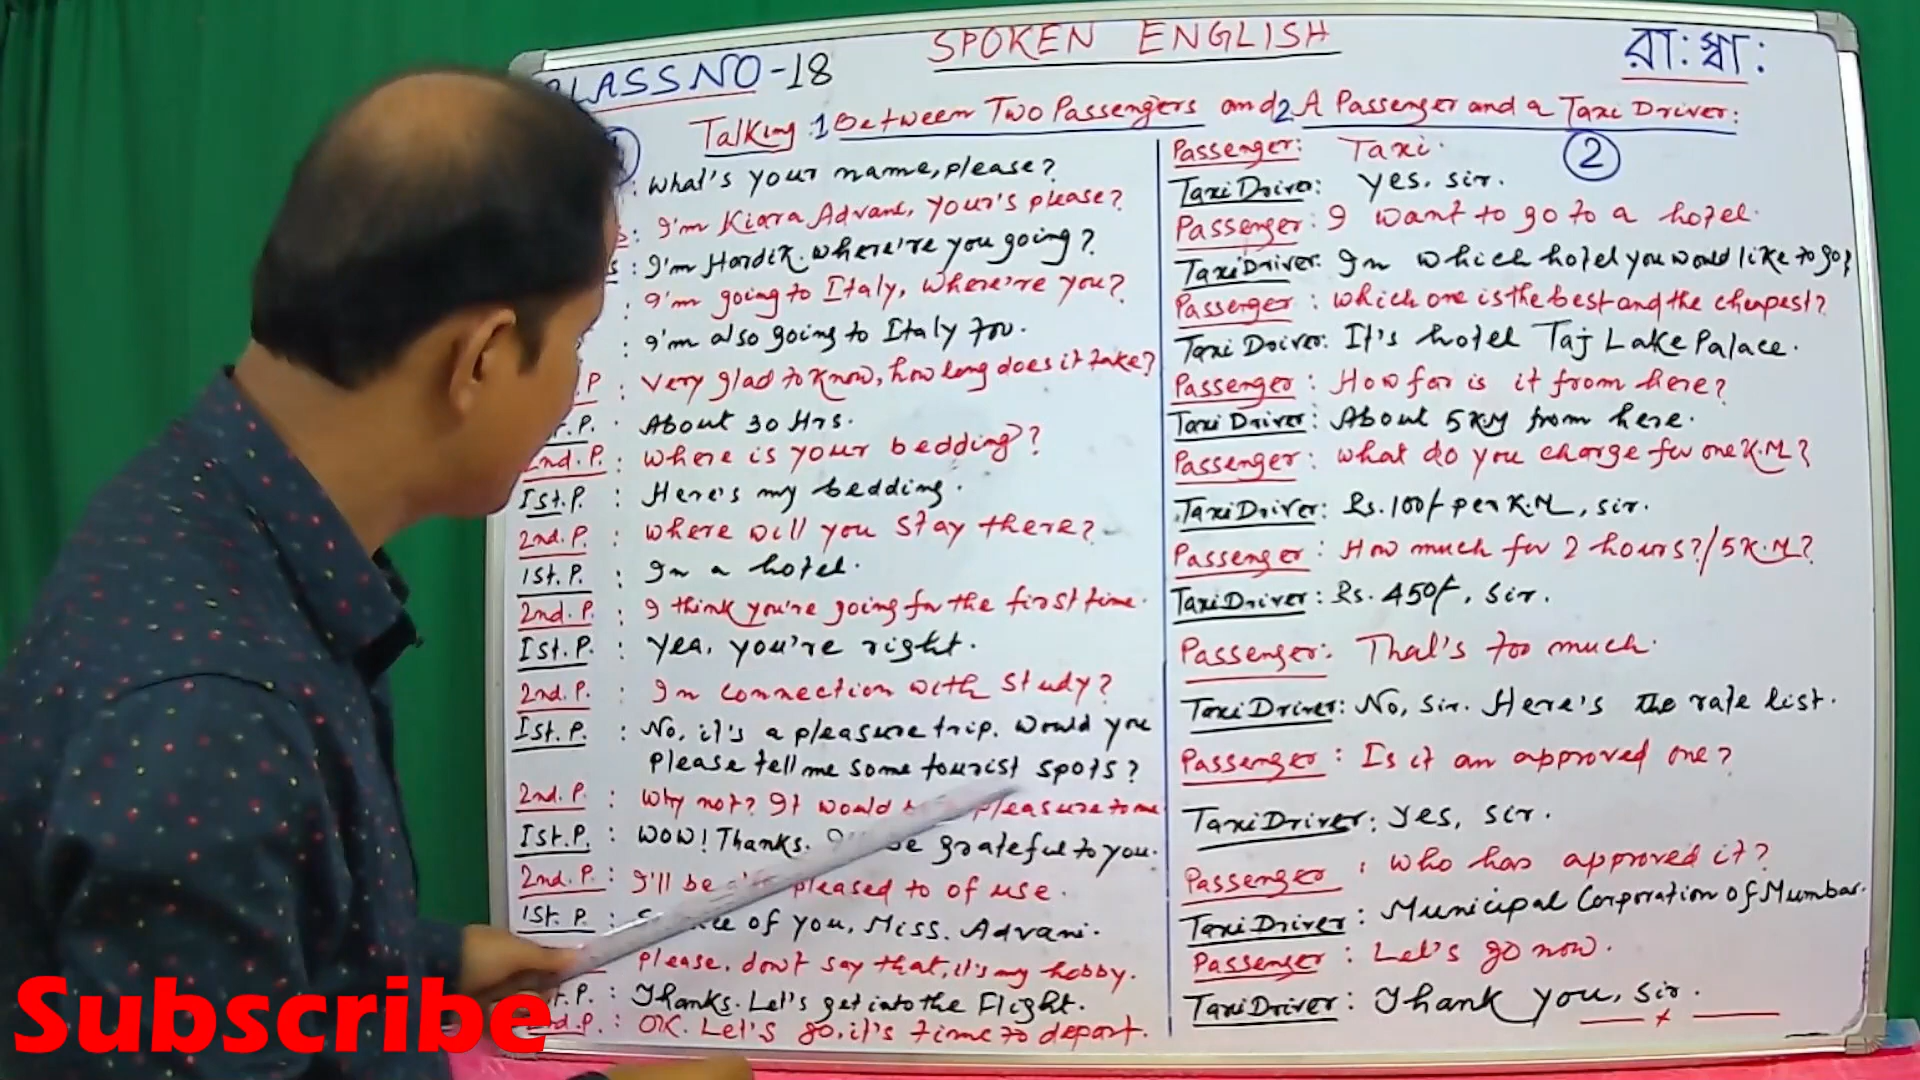 SPOKEN ENGLISH
রা: স্বা:
CLASS NO-18
Talking: 1 Between Two Passengers and 2 A Passenger and a Taxi Driver:
: What's your name, please?
: I'm Kiara Advani, your's please?
: I'm Hardik. where're you going?
: I'm going to Italy, Where're you?
: I'm also going to Italy too.
P : Very glad to know, how long does it take?
P. : About 30 Hrs.
2nd. P. : Where is your bedding?
Ist. P. : Here's my bedding.
2nd. P. : Where will you stay there?
1st. P. : In a hotel.
2nd. P. : I think you're going for the first time.
Ist. P. : Yea, you're right.
2nd. P. : In connection with study?
Ist. P. : No, it's a pleasure trip. Would you
please tell me some tourist spots?
2nd. P. : Why not? It would pleasure to me
Ist. P. : WOW! Thanks. be grateful to you.
2nd. P. : I'll be pleased to of use.
1st. P. : of you, Miss. Advani.
please. don't say that, it's my hobby.
P. : Thanks. Let's get into the Flight.
2nd. P. : OK. Let's go, it's time to depart.
2
Passenger: Taxi.
Taxi Driver: Yes, sir.
Passenger: I want to go to a hotel.
Taxi Driver: In which hotel you would like to go?
Passenger: which one is the best and the cheapest?
Taxi Driver: It's hotel Taj Lake Palace.
Passenger: How far is it from here?
Taxi Driver: About 5 KM from here.
Passenger: what do you charge for one K.M?
Taxi Driver: Rs. 100/- per K.M, sir.
Passenger: How much for 2 hours?/5 K.M?
Taxi Driver: Rs. 450/-, sir.
Passenger: That's too much.
Taxi Driver: No, sir. Here's the rate list.
Passenger: Is it an approved one?
Taxi Driver: Yes, sir.
Passenger : Who has approved it?
Taxi Driver : Municipal Corporation of Mumbai.
Passenger : Let's go now.
Taxi Driver : Thank you, sir.
Subscribe